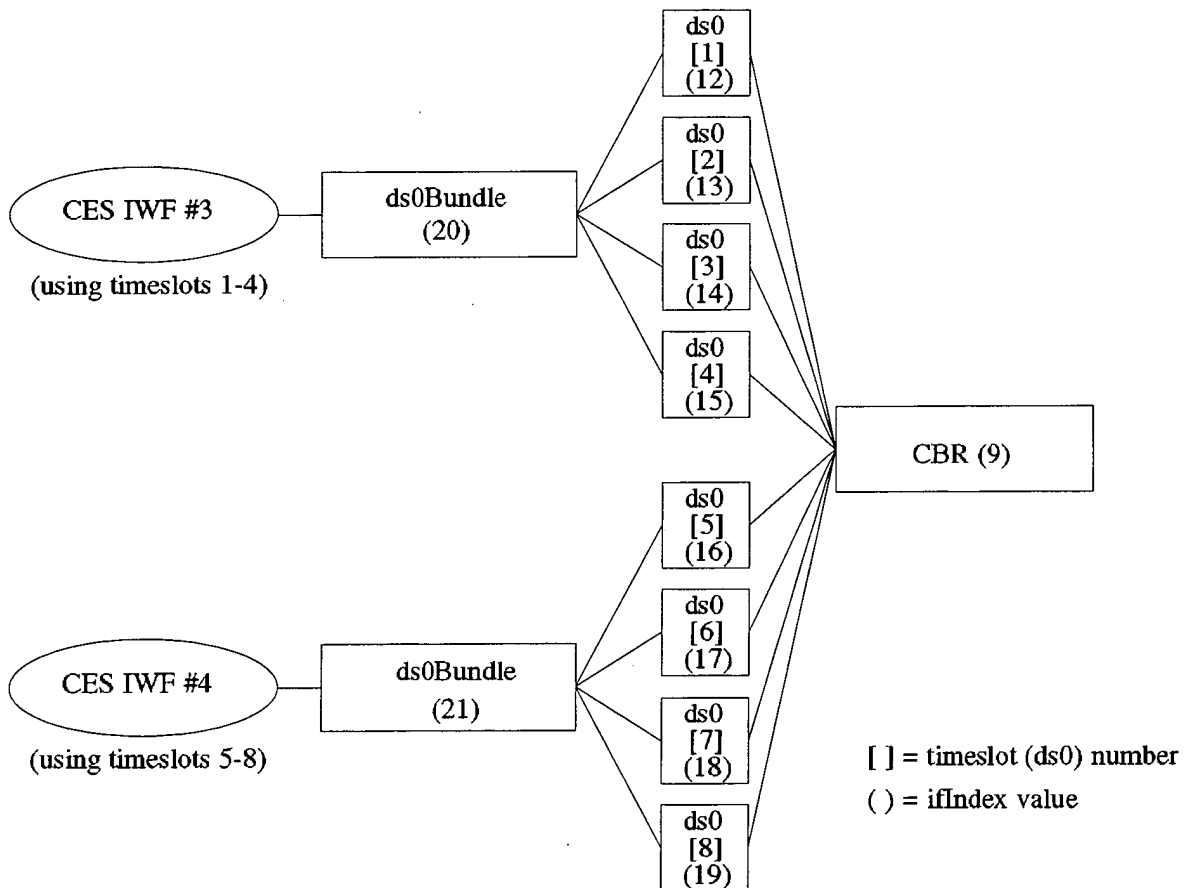 ds0
[1]
(12)
ds0
[2]
(13)
CES IWF #3
ds0Bundle
(20)
ds0
[3]
(14)
(using timeslots 1-4)
ds0
[4]
(15)
CBR (9)
ds0
[5]
(16)
ds0
[6]
(17)
CES IWF #4
ds0Bundle
(21)
ds0
[7]
(18)
(using timeslots 5-8)
[ ] = timeslot (ds0) number
( ) = ifIndex value
ds0
[8]
(19)